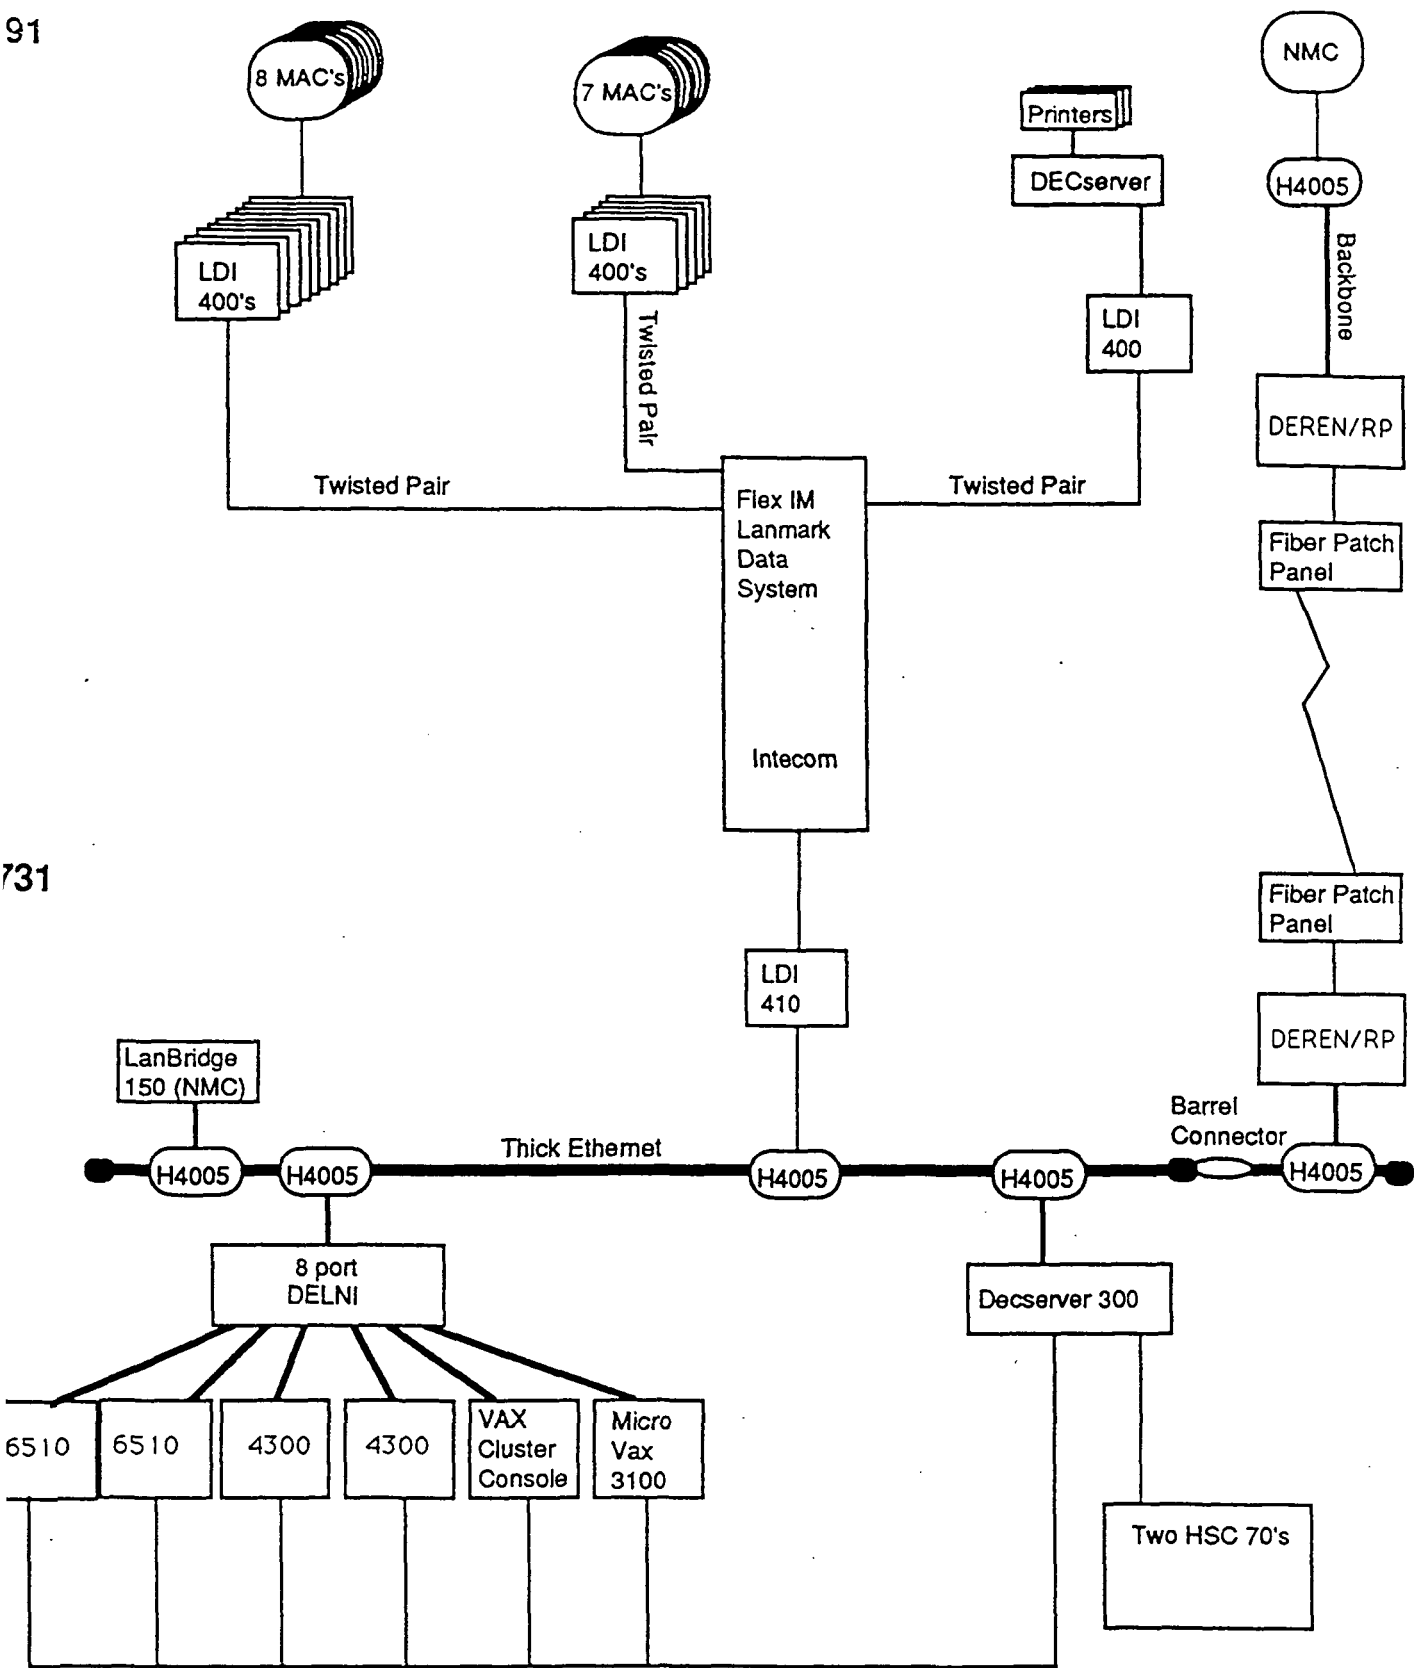 91
8 MAC's
7 MAC's
NMC
Printers
DECserver
H4005
Backbone
LDI
400's
LDI
400's
LDI
400
Twisted Pair
DEREN/RP
Twisted Pair
Twisted Pair
Flex IM
Lanmark
Data
System
Fiber Patch
Panel
Intecom
731
Fiber Patch
Panel
LDI
410
DEREN/RP
LanBridge
150 (NMC)
Barrel
Connector
Thick Ethernet
H4005
H4005
H4005
H4005
H4005
8 port
DELNI
Decserver 300
6510
6510
4300
4300
VAX
Cluster
Console
Micro
Vax
3100
Two HSC 70's